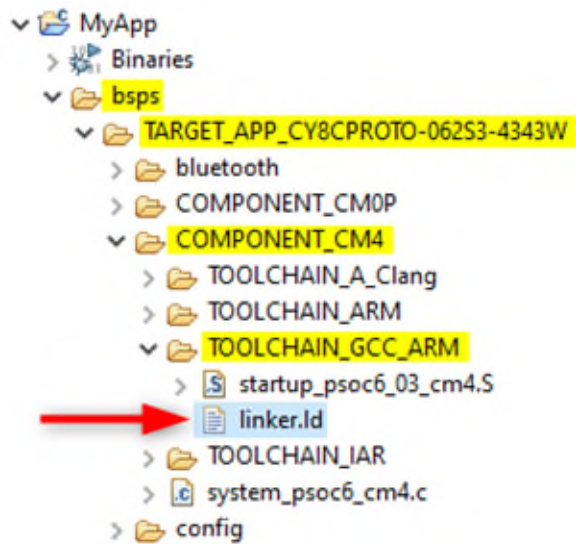 MyApp
Binaries
bsps
TARGET_APP_CY8CPROTO-062S3-4343W
bluetooth
COMPONENT_CM0P
COMPONENT_CM4
TOOLCHAIN_A_Clang
TOOLCHAIN_ARM
TOOLCHAIN_GCC_ARM
startup_psoc6_03_cm4.S
linker.ld
TOOLCHAIN_IAR
system_psoc6_cm4.c
config